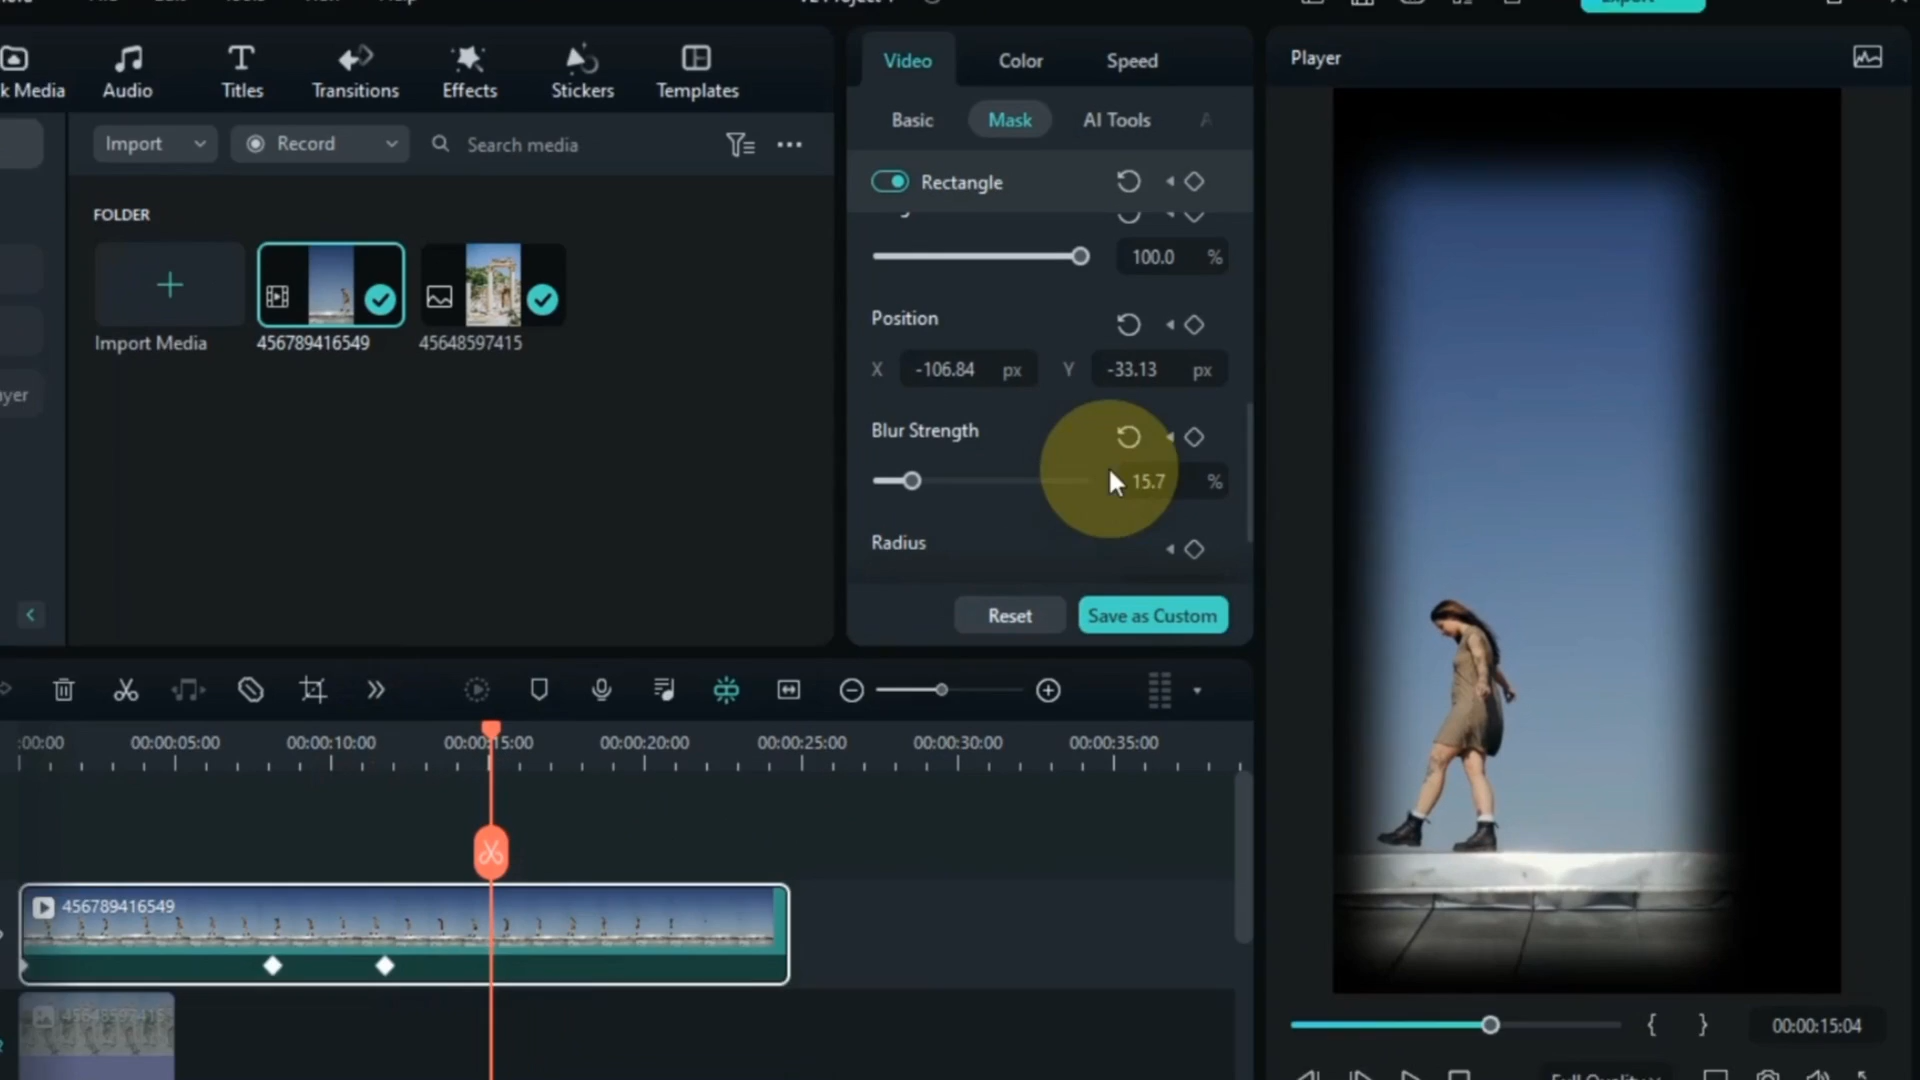 Export
k Media
Audio
Titles
Transitions
Effects
Stickers
Templates
Import
Record
Search media
FOLDER
Import Media
456789416549
45648597415
ayer
Video
Color
Speed
Basic
Mask
AI Tools
A
Rectangle
100.0 %
Position
X -106.84 px Y -33.13 px
Blur Strength
15.7 %
Radius
Reset
Save as Custom
Player
:00:00
00:00:05:00
00:00:10:00
00:00:15:00
00:00:20:00
00:00:25:00
00:00:30:00
00:00:35:00
456789416549
{ }
00:00:15:04
Full Quality